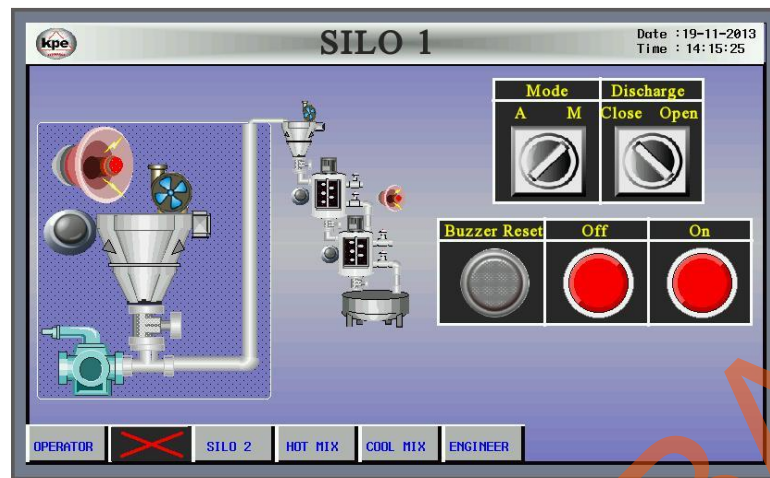 kpe
SILO 1
Date :19-11-2013
Time : 14:15:25
Mode
Discharge
A M
Close Open
Buzzer Reset
Off
On
OPERATOR
SILO 2
HOT MIX
COOL MIX
ENGINEER